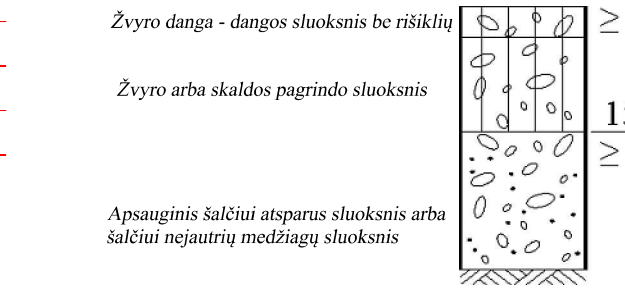 Žvyro danga - dangos sluoksnis be rišiklių
≥
Žvyro arba skaldos pagrindo sluoksnis
≥
Apsauginis šalčiui atsparus sluoksnis arba
šalčiui nejautrių medžiagų sluoksnis